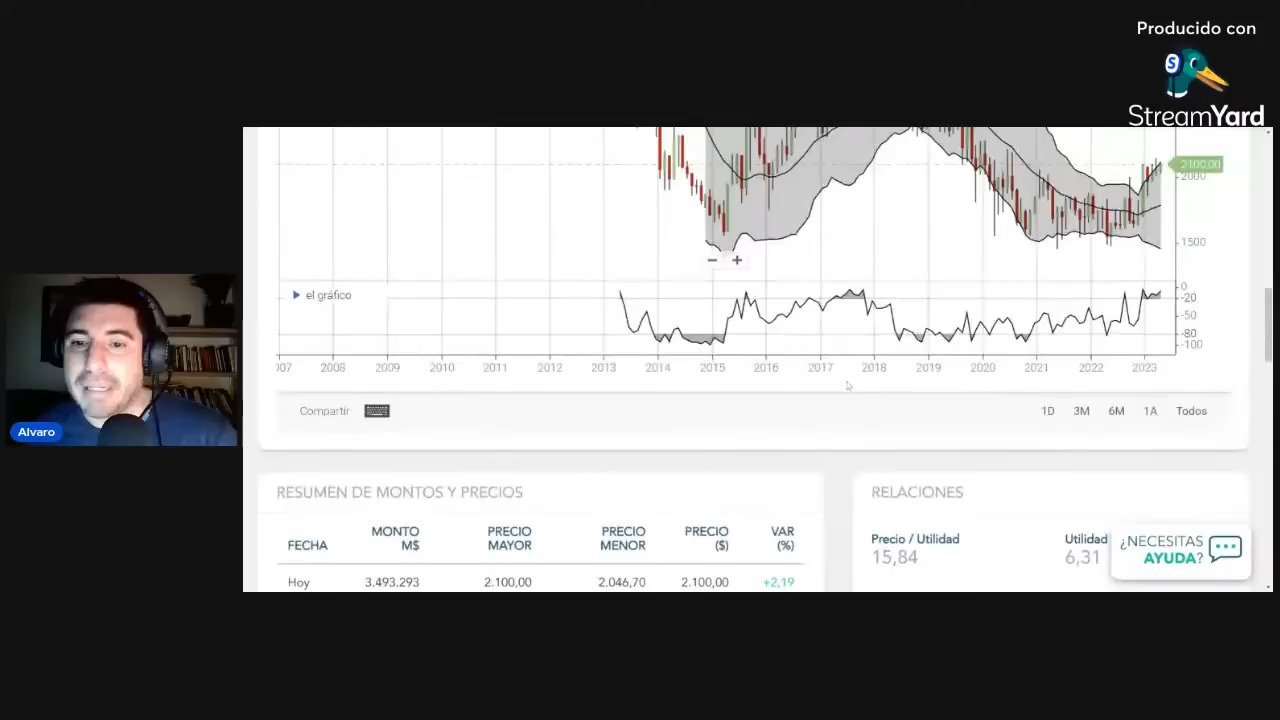 Producido con
StreamYard
2100,00
2000
1500
el gráfico
0
-20
-50
-80
-100
2008 2009 2010 2011 2012 2013 2014 2015 2016 2017 2018 2019 2020 2021 2022 2023
Compartir
1D 3M 6M 1A Todos
Alvaro
RESUMEN DE MONTOS Y PRECIOS
FECHA MONTO M$ PRECIO MAYOR PRECIO MENOR PRECIO ($) VAR (%)
Hoy 3.493.293 2.100,00 2.046,70 2.100,00 +2,19
RELACIONES
Precio / Utilidad Utilidad
15,84 6,31
¿NECESITAS
AYUDA?